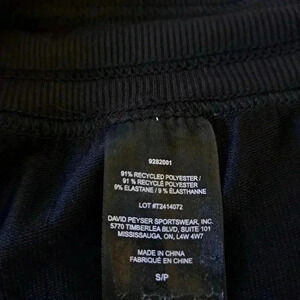 9282001
91% RECYCLED POLYESTER /
91 % RECYCLÉ POLYESTER
9% ELASTANE / 9 % ÉLASTHANNE
LOT #T2414072
DAVID PEYSER SPORTSWEAR, INC.
5770 TIMBERLEA BLVD, SUITE 101
MISSISSAUGA, ON, L4W 4W7
MADE IN CHINA
FABRIQUÉ EN CHINE
S/P